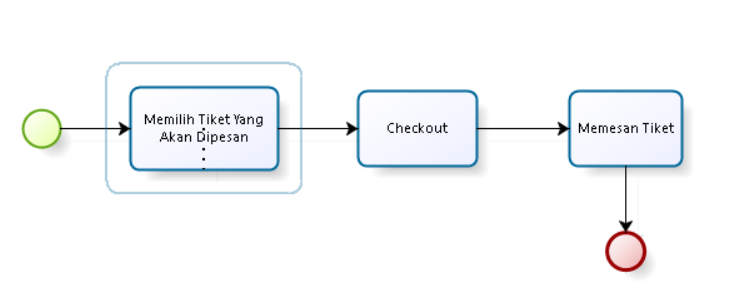 Memilih Tiket Yang
Akan Dipesan
Checkout
Memesan Tiket